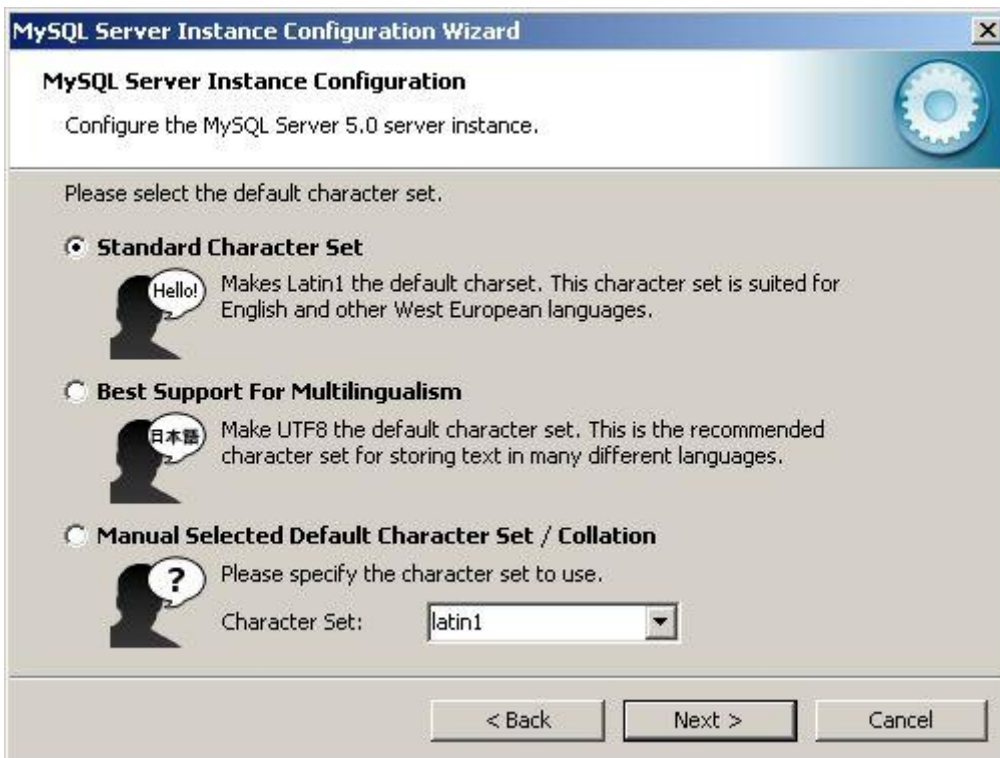 MySQL Server Instance Configuration Wizard
MySQL Server Instance Configuration
Configure the MySQL Server 5.0 server instance.
Please select the default character set.
Standard Character Set
Hello!
Makes Latin1 the default charset. This character set is suited for
English and other West European languages.
Best Support For Multilingualism
日本語
Make UTF8 the default character set. This is the recommended
character set for storing text in many different languages.
Manual Selected Default Character Set / Collation
?
Please specify the character set to use.
Character Set: latin1
< Back Next > Cancel